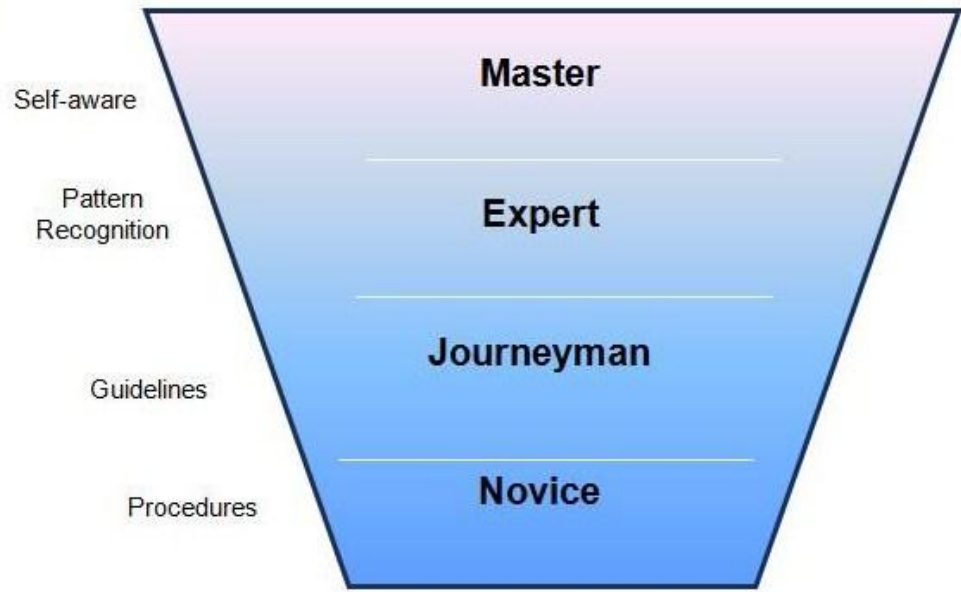 Master
Self-aware
Pattern
Recognition
Expert
Journeyman
Guidelines
Novice
Procedures